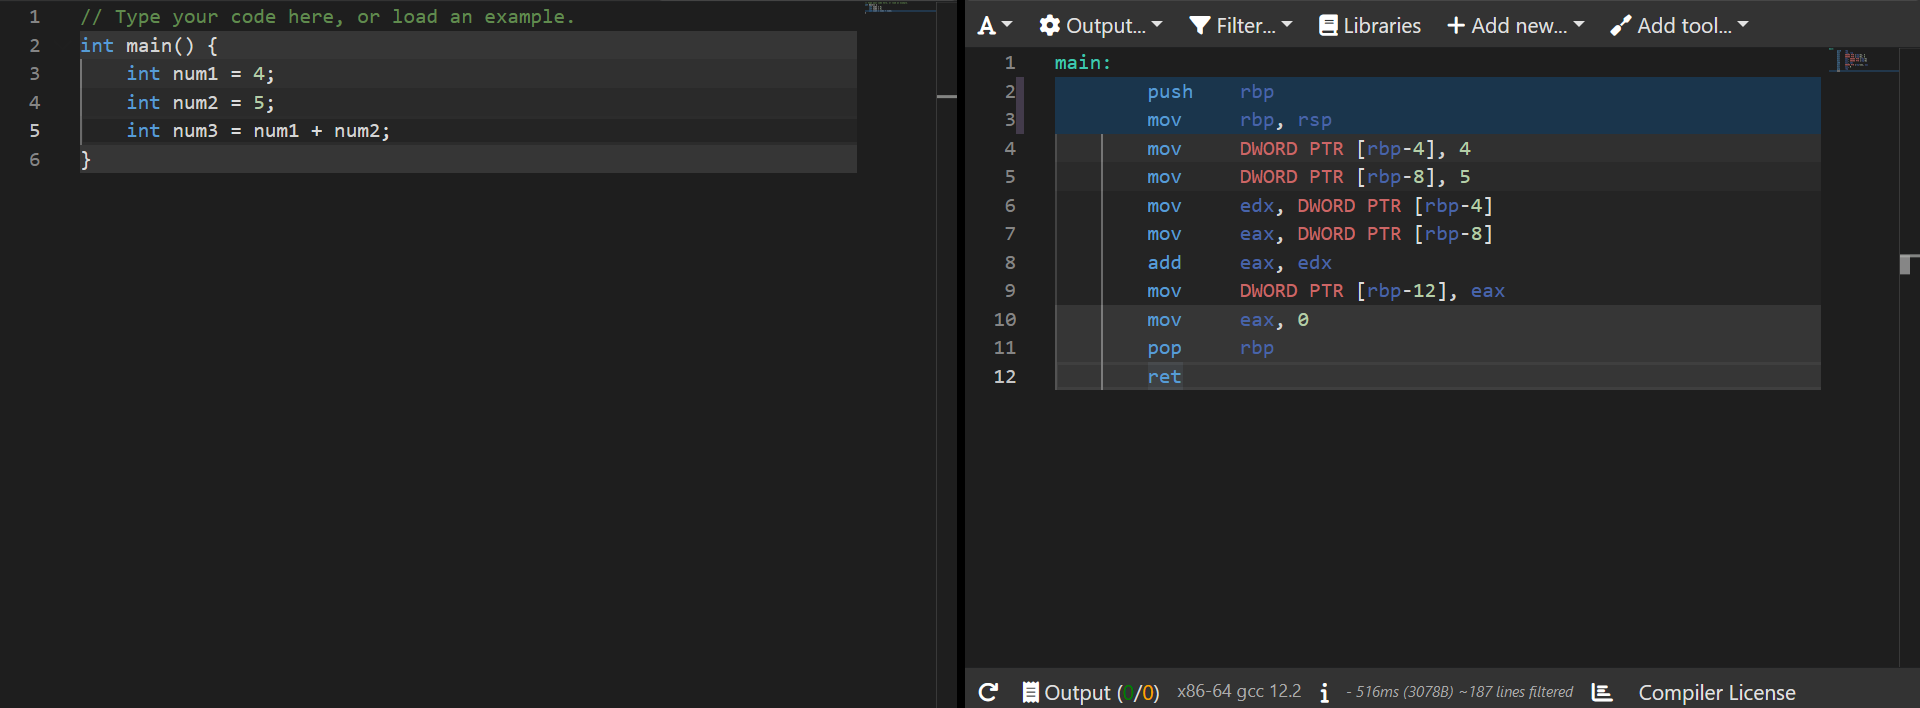 1 // Type your code here, or load an example.
2 int main() {
3     int num1 = 4;
4     int num2 = 5;
5     int num3 = num1 + num2;
6 }
A Output... Filter... Libraries + Add new... Add tool...
1 main:
2         push    rbp
3         mov     rbp, rsp
4         mov     DWORD PTR [rbp-4], 4
5         mov     DWORD PTR [rbp-8], 5
6         mov     edx, DWORD PTR [rbp-4]
7         mov     eax, DWORD PTR [rbp-8]
8         add     eax, edx
9         mov     DWORD PTR [rbp-12], eax
10         mov     eax, 0
11         pop     rbp
12         ret
Output (0/0) x86-64 gcc 12.2 i - 516ms (3078B) ~187 lines filtered Compiler License